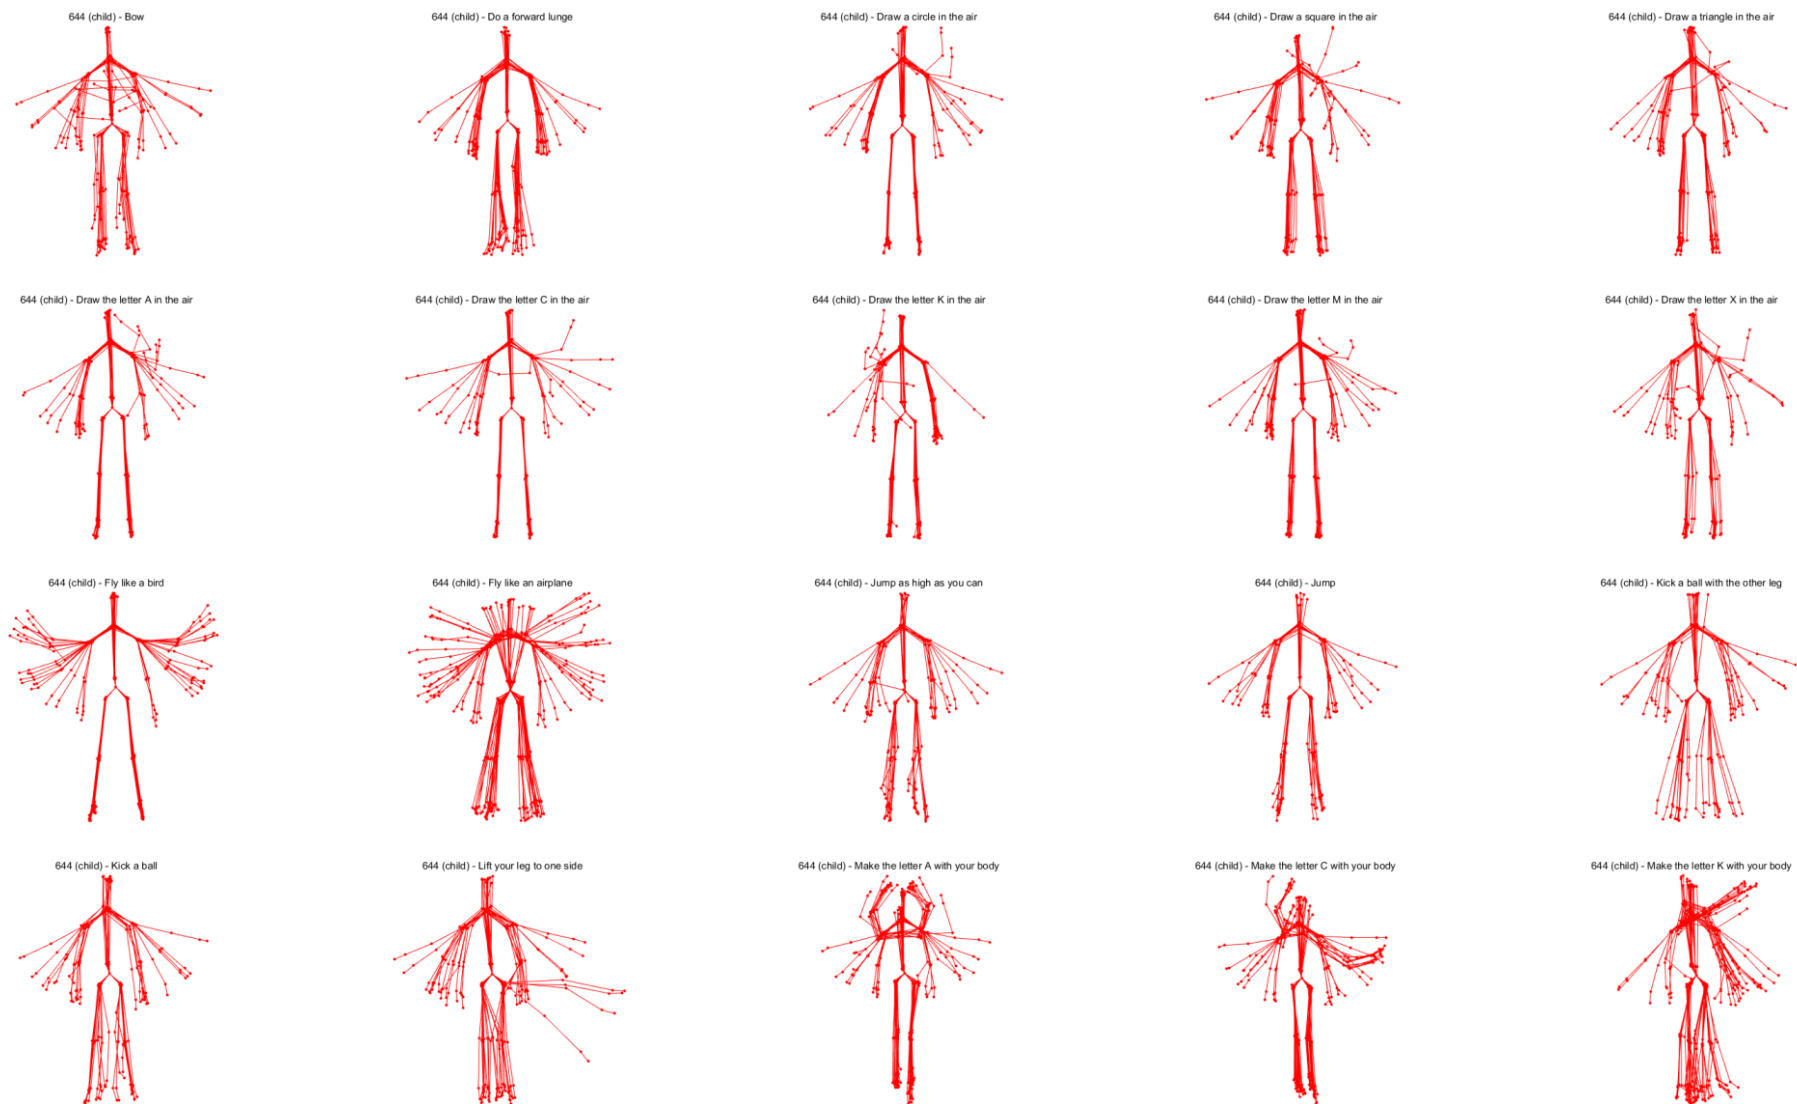 644 (child) - Bow
644 (child) - Do a forward lunge
644 (child) - Draw a circle in the air
644 (child) - Draw a square in the air
644 (child) - Draw a triangle in the air
644 (child) - Draw the letter A in the air
644 (child) - Draw the letter C in the air
644 (child) - Draw the letter K in the air
644 (child) - Draw the letter M in the air
644 (child) - Draw the letter X in the air
644 (child) - Fly like a bird
644 (child) - Fly like an airplane
644 (child) - Jump as high as you can
644 (child) - Jump
644 (child) - Kick a ball with the other leg
644 (child) - Kick a ball
644 (child) - Lift your leg to one side
644 (child) - Make the letter A with your body
644 (child) - Make the letter C with your body
644 (child) - Make the letter K with your body